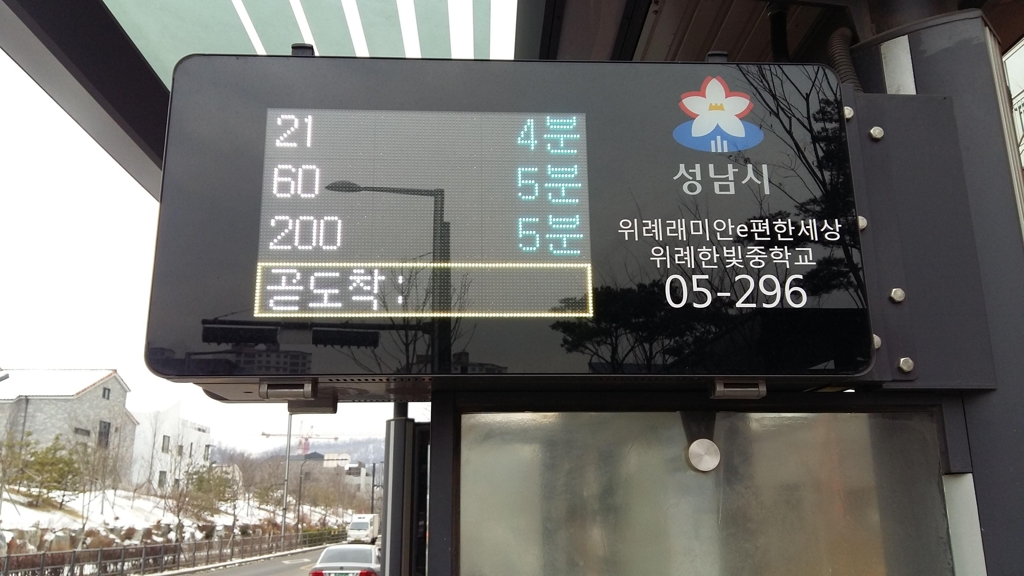 21 4분
60 5분
200 5분
곧도착:
성남시
위례래미안e편한세상
위례한빛중학교
05-296